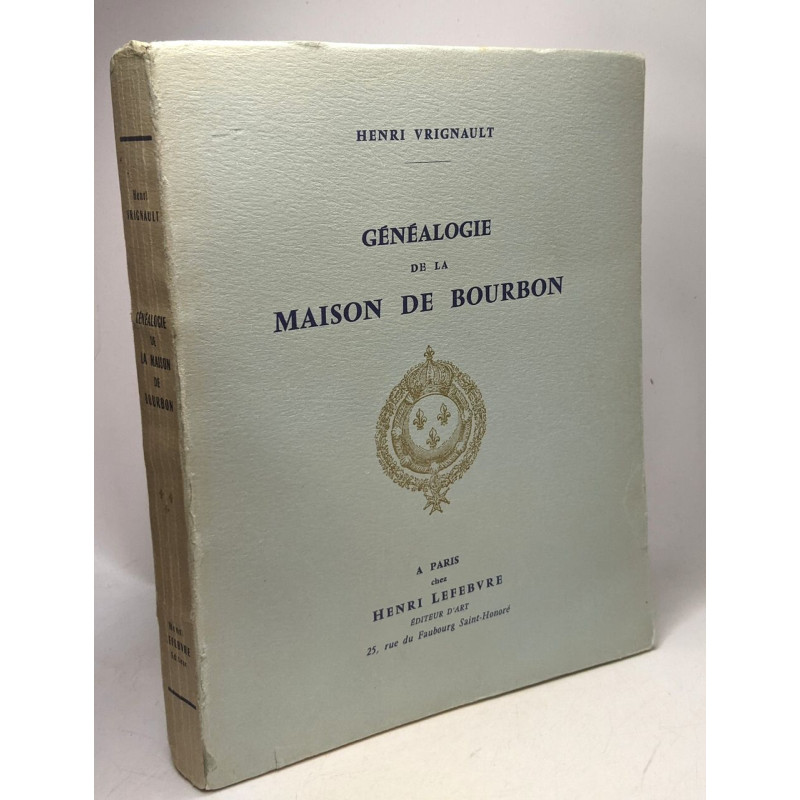 HENRI VRIGNAULT
GÉNÉALOGIE
DE LA
MAISON DE BOURBON
A PARIS
chez
HENRI LEFEBVRE
ÉDITEUR D'ART
25, rue du Faubourg Saint-Honoré
Henri
VRIGNAULT
GÉNÉALOGIE
DE
LA MAISON
DE
BOURBON